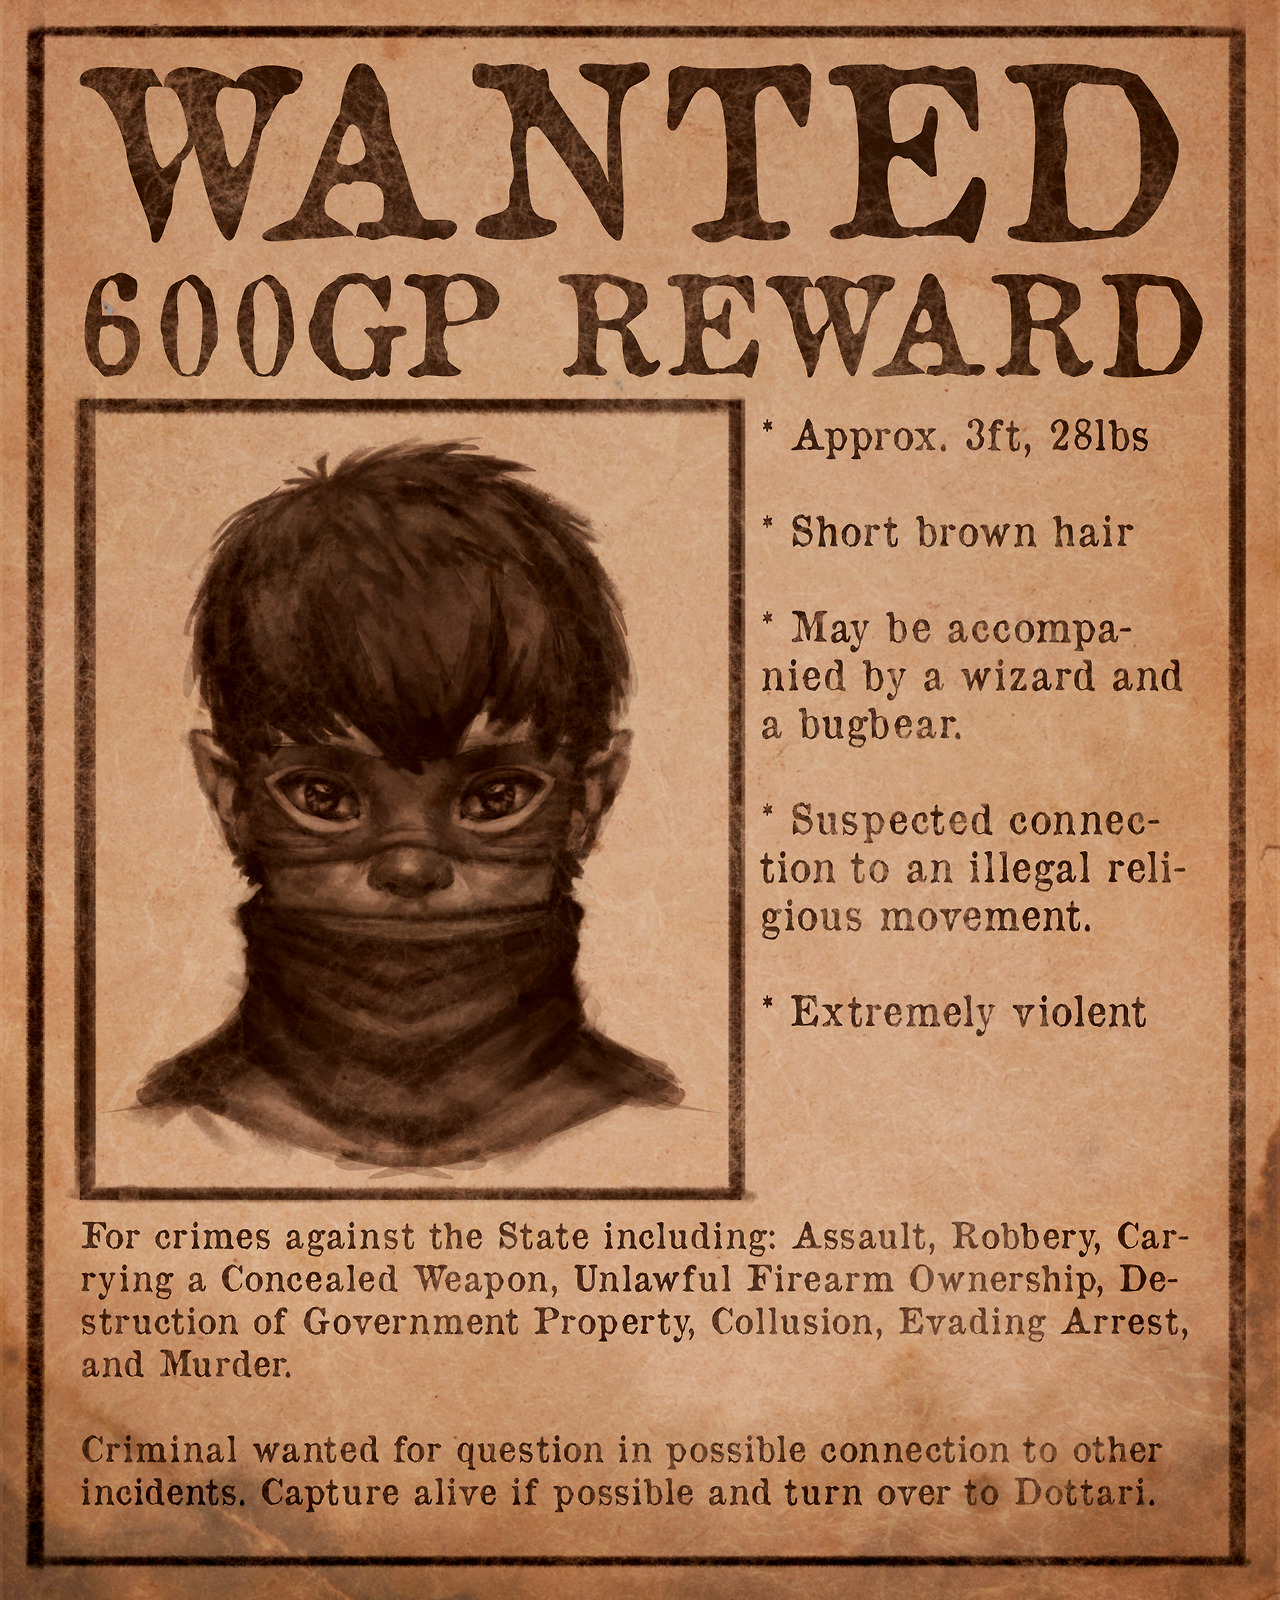 WANTED
600GP REWARD
* Approx. 3ft, 28lbs
* Short brown hair
* May be accompa-
nied by a wizard and
a bugbear.
* Suspected connec-
tion to an illegal reli-
gious movement.
* Extremely violent
For crimes against the State including: Assault, Robbery, Car-
rying a Concealed Weapon, Unlawful Firearm Ownership, De-
struction of Government Property, Collusion, Evading Arrest,
and Murder.
Criminal wanted for question in possible connection to other
incidents. Capture alive if possible and turn over to Dottari.